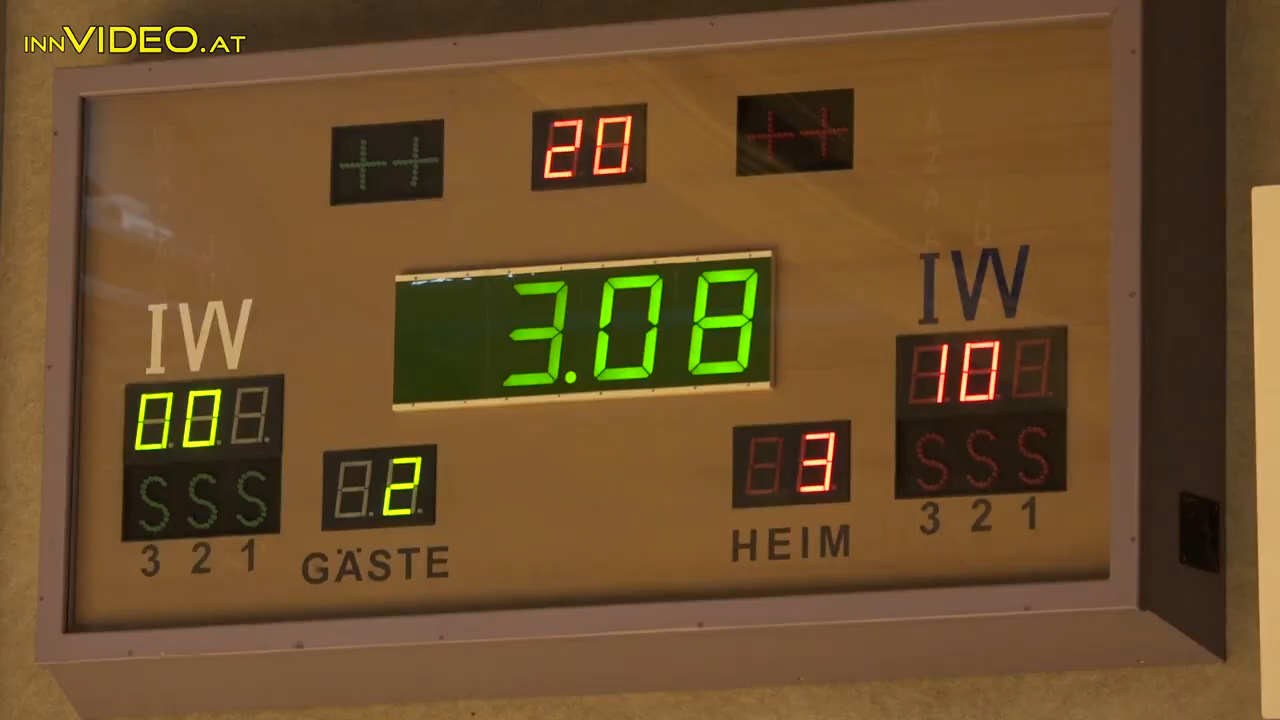 INNVIDEO.AT
20
3.08
IW
IW
00
10
2
3
SSS
SSS
3 2 1
GÄSTE
HEIM
3 2 1